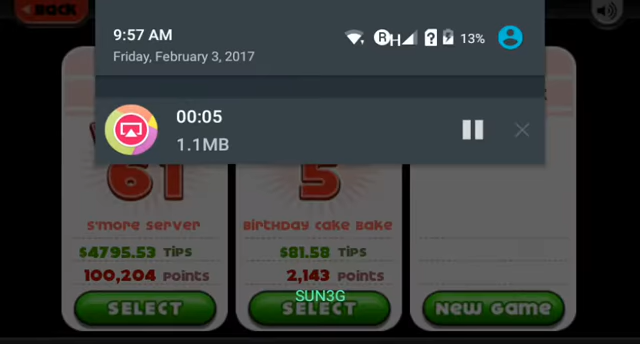 BACK
9:57 AM
R H ? 13%
Friday, February 3, 2017
00:05
1.1MB
61
5
S'more Server
Birthday Cake Bake
$4795.53 Tips
$81.58 Tips
100,204 Points
2,143 Points
SUN3G
SELECT
SELECT
New Game